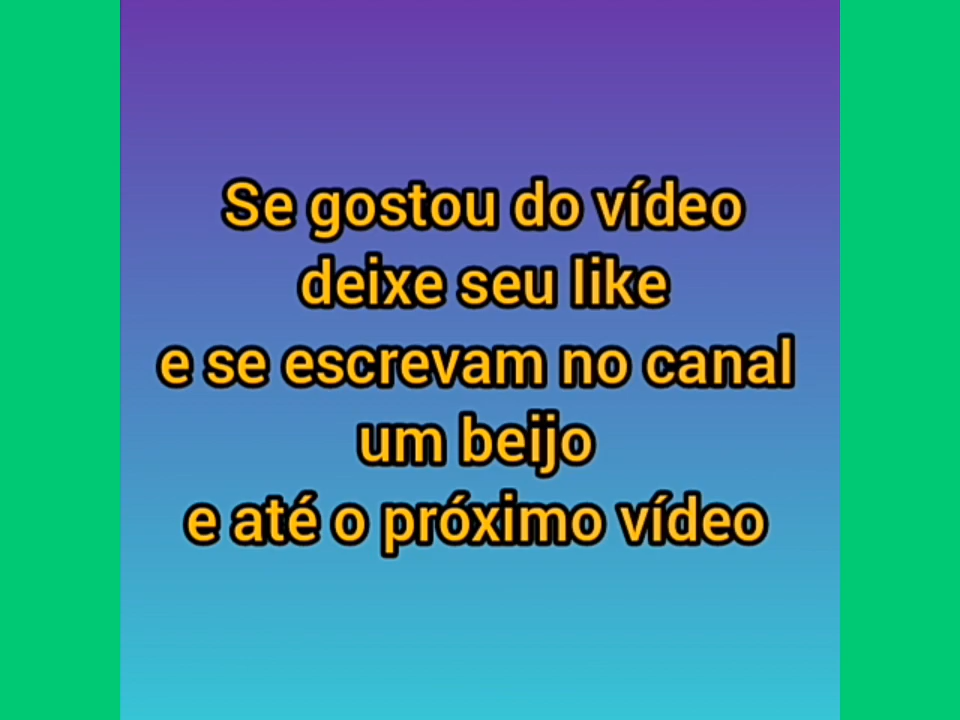 Se gostou do vídeo
deixe seu like
e se escrevam no canal
um beijo
e até o próximo vídeo